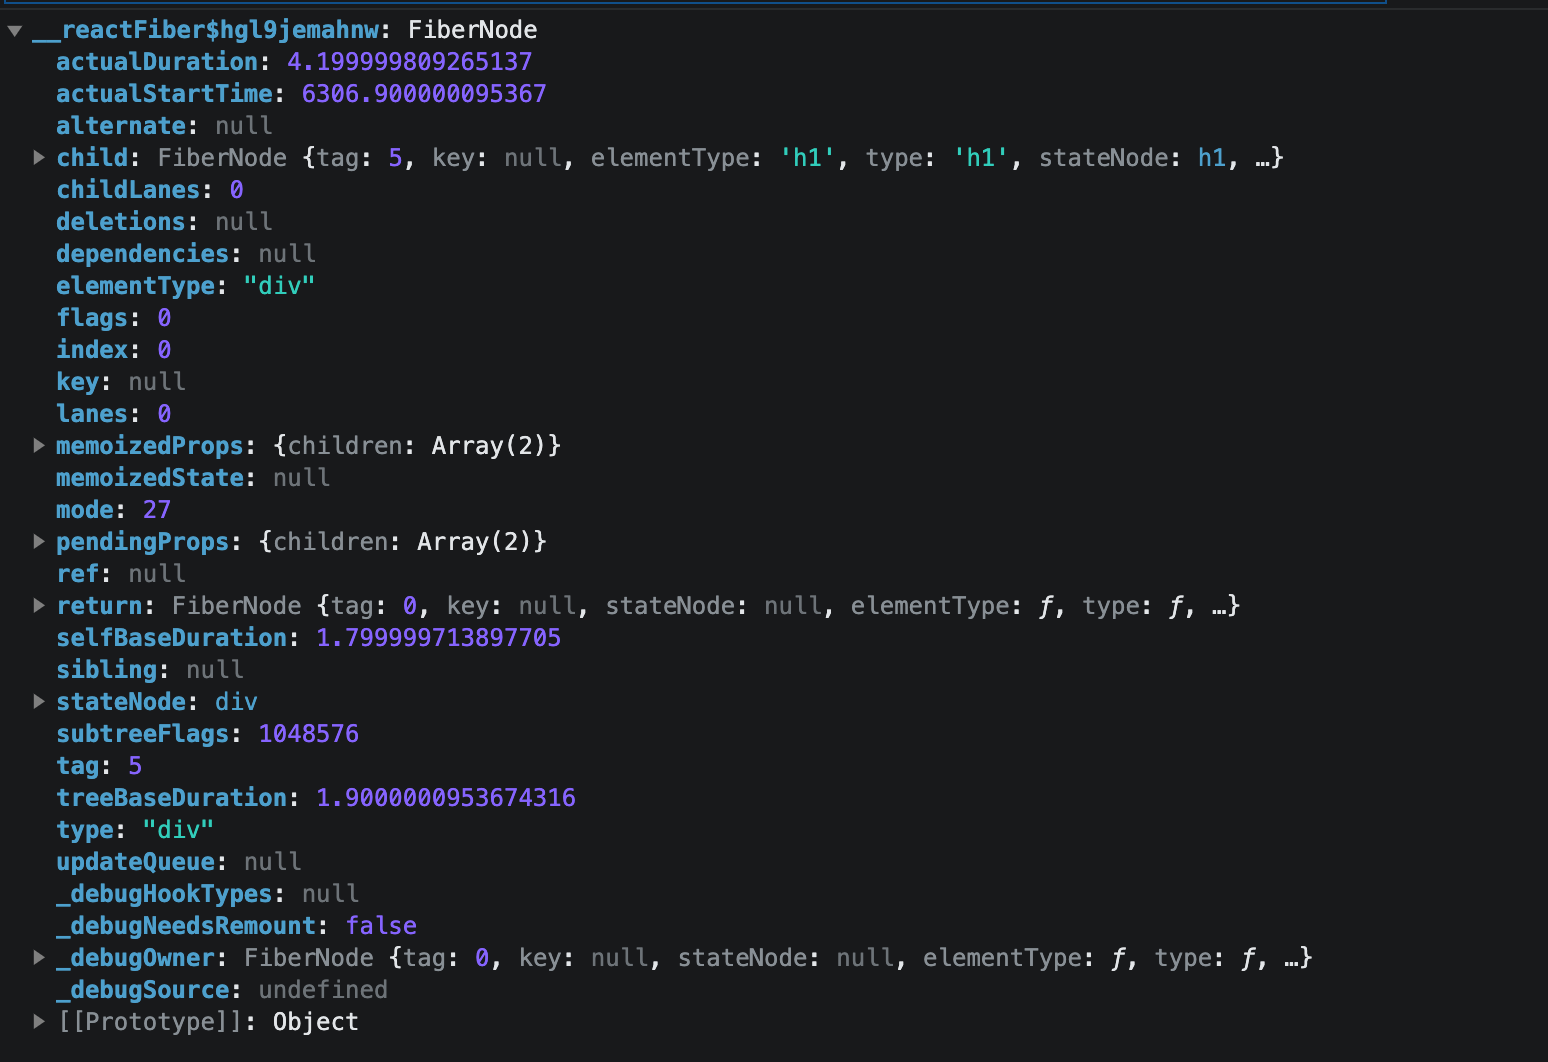 ▼ __reactFiber$hgl9jemahnw: FiberNode
actualDuration: 4.199999809265137
actualStartTime: 6306.900000095367
alternate: null
▶ child: FiberNode {tag: 5, key: null, elementType: 'h1', type: 'h1', stateNode: h1, …}
childLanes: 0
deletions: null
dependencies: null
elementType: "div"
flags: 0
index: 0
key: null
lanes: 0
▶ memoizedProps: {children: Array(2)}
memoizedState: null
mode: 27
▶ pendingProps: {children: Array(2)}
ref: null
▶ return: FiberNode {tag: 0, key: null, stateNode: null, elementType: ƒ, type: ƒ, …}
selfBaseDuration: 1.799999713897705
sibling: null
▶ stateNode: div
subtreeFlags: 1048576
tag: 5
treeBaseDuration: 1.9000000953674316
type: "div"
updateQueue: null
_debugHookTypes: null
_debugNeedsRemount: false
▶ _debugOwner: FiberNode {tag: 0, key: null, stateNode: null, elementType: ƒ, type: ƒ, …}
_debugSource: undefined
▶ [[Prototype]]: Object